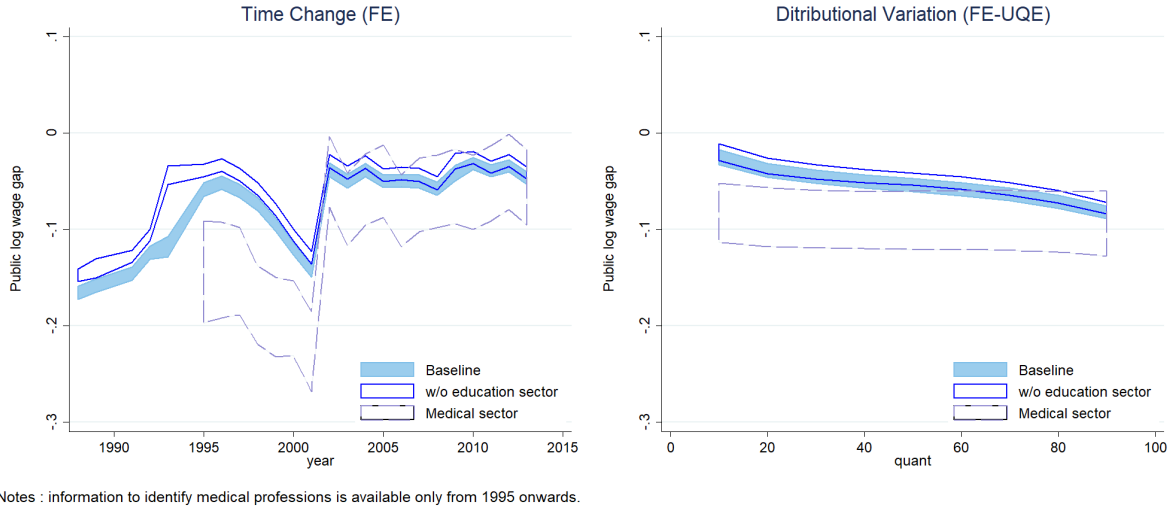 Time Change (FE)
Public log wage gap
.1
0
-.1
-.2
-.3
Baseline
w/o education sector
Medical sector
1990
1995
2000
2005
2010
2015
year
Ditributional Variation (FE-UQE)
Public log wage gap
.1
0
-.1
-.2
-.3
Baseline
w/o education sector
Medical sector
0
20
40
60
80
100
quant
Notes : information to identify medical professions is available only from 1995 onwards.